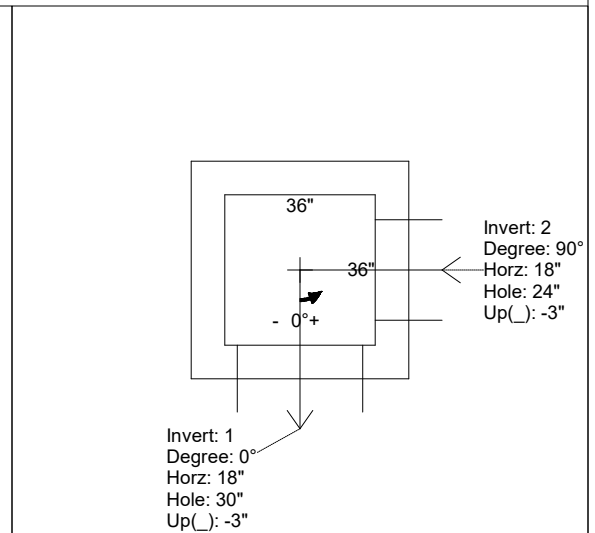 36"
36"
- 0°+
Invert: 2
Degree: 90°
Horz: 18"
Hole: 24"
Up(_): -3"
Invert: 1
Degree: 0°
Horz: 18"
Hole: 30"
Up(_): -3"